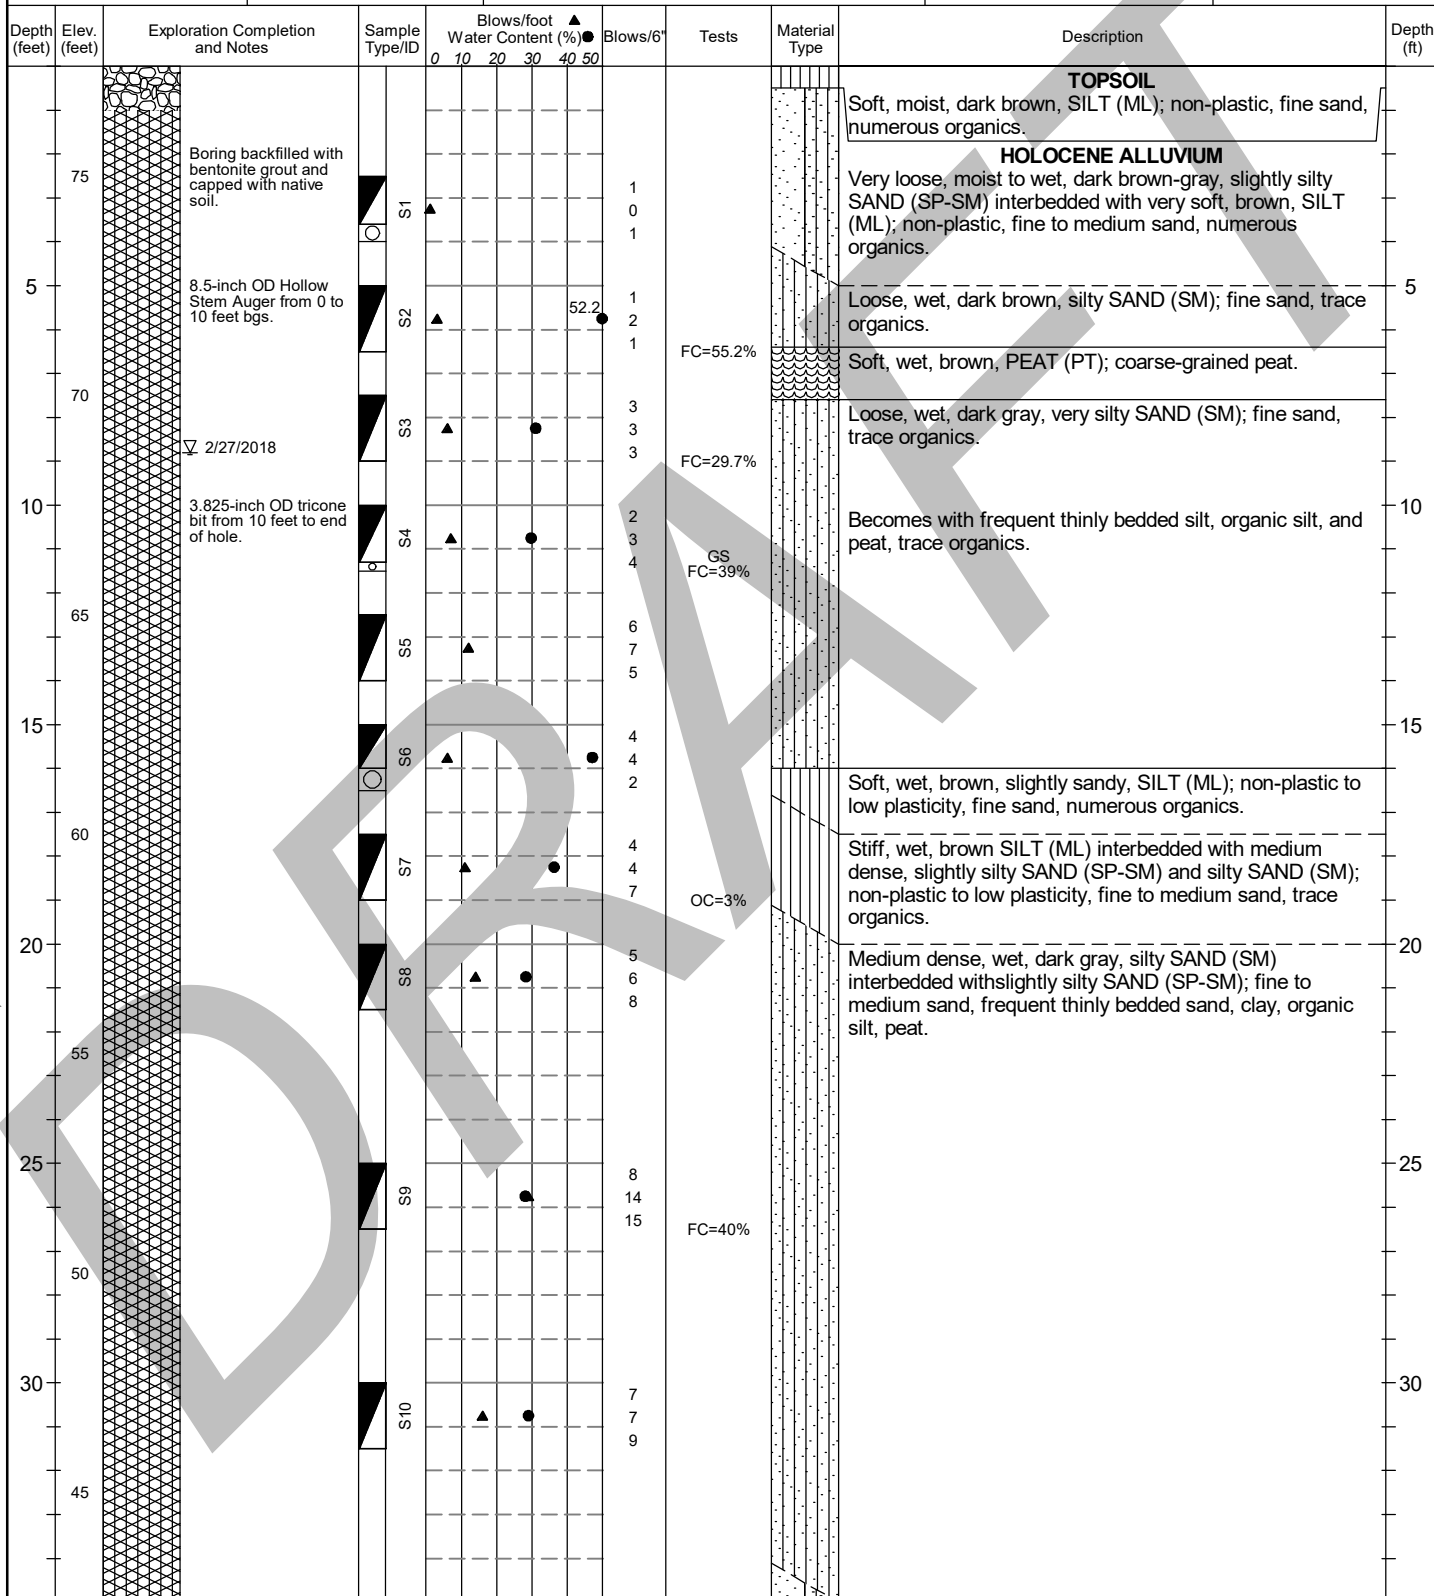 Depth (feet)
Elev. (feet)
Exploration Completion
and Notes
Sample
Type/ID
Blows/foot ▲
Water Content (%) ●
0 10 20 30 40 50
Blows/6"
Tests
Material
Type
Description
Depth
(ft)
TOPSOIL
Soft, moist, dark brown, SILT (ML); non-plastic, fine sand,
numerous organics.
Boring backfilled with
bentonite grout and
capped with native
soil.
HOLOCENE ALLUVIUM
75
S1
1
0
1
Very loose, moist to wet, dark brown-gray, slightly silty
SAND (SP-SM) interbedded with very soft, brown, SILT
(ML); non-plastic, fine to medium sand, numerous
organics.
5
8.5-inch OD Hollow
Stem Auger from 0 to
10 feet bgs.
S2
52.2
1
2
1
FC=55.2%
Loose, wet, dark brown, silty SAND (SM); fine sand, trace
organics.
5
Soft, wet, brown, PEAT (PT); coarse-grained peat.
70
S3
3
3
3
FC=29.7%
Loose, wet, dark gray, very silty SAND (SM); fine sand,
trace organics.
2/27/2018
10
3.825-inch OD tricone
bit from 10 feet to end
of hole.
S4
2
3
4
GS
FC=39%
Becomes with frequent thinly bedded silt, organic silt, and
peat, trace organics.
10
65
S5
6
7
5
15
S6
4
4
2
15
Soft, wet, brown, slightly sandy, SILT (ML); non-plastic to
low plasticity, fine sand, numerous organics.
60
S7
4
4
7
OC=3%
Stiff, wet, brown SILT (ML) interbedded with medium
dense, slightly silty SAND (SP-SM) and silty SAND (SM);
non-plastic to low plasticity, fine to medium sand, trace
organics.
20
S8
5
6
8
Medium dense, wet, dark gray, silty SAND (SM)
interbedded withslightly silty SAND (SP-SM); fine to
medium sand, frequent thinly bedded sand, clay, organic
silt, peat.
20
55
25
S9
8
14
15
FC=40%
25
50
30
S10
7
7
9
30
45
DRAFT